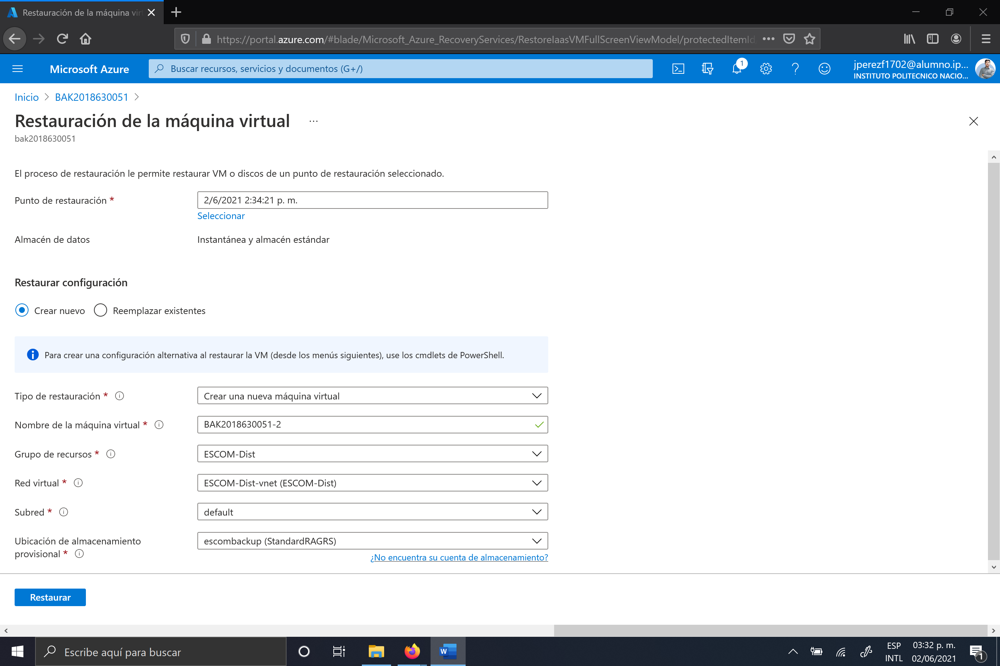 Restauración de la máquina vir
https://portal.azure.com/#blade/Microsoft_Azure_RecoveryServices/RestoreIaasVMFullScreenViewModel/protectedItemId
Microsoft Azure
Buscar recursos, servicios y documentos (G+/)
1
jperezf1702@alumno.ip...
INSTITUTO POLITECNICO NACIO...
Inicio > BAK2018630051 >
Restauración de la máquina virtual ...
bak2018630051
El proceso de restauración le permite restaurar VM o discos de un punto de restauración seleccionado.
Punto de restauración * 2/6/2021 2:34:21 p. m.
Seleccionar
Almacén de datos Instantánea y almacén estándar
Restaurar configuración
Crear nuevo Reemplazar existentes
Para crear una configuración alternativa al restaurar la VM (desde los menús siguientes), use los cmdlets de PowerShell.
Tipo de restauración * Crear una nueva máquina virtual
Nombre de la máquina virtual * BAK2018630051-2
Grupo de recursos * ESCOM-Dist
Red virtual * ESCOM-Dist-vnet (ESCOM-Dist)
Subred * default
Ubicación de almacenamiento provisional * escombackup (StandardRAGRS)
¿No encuentra su cuenta de almacenamiento?
Restaurar
Escribe aquí para buscar
ESP
INTL
03:32 p. m.
02/06/2021
1